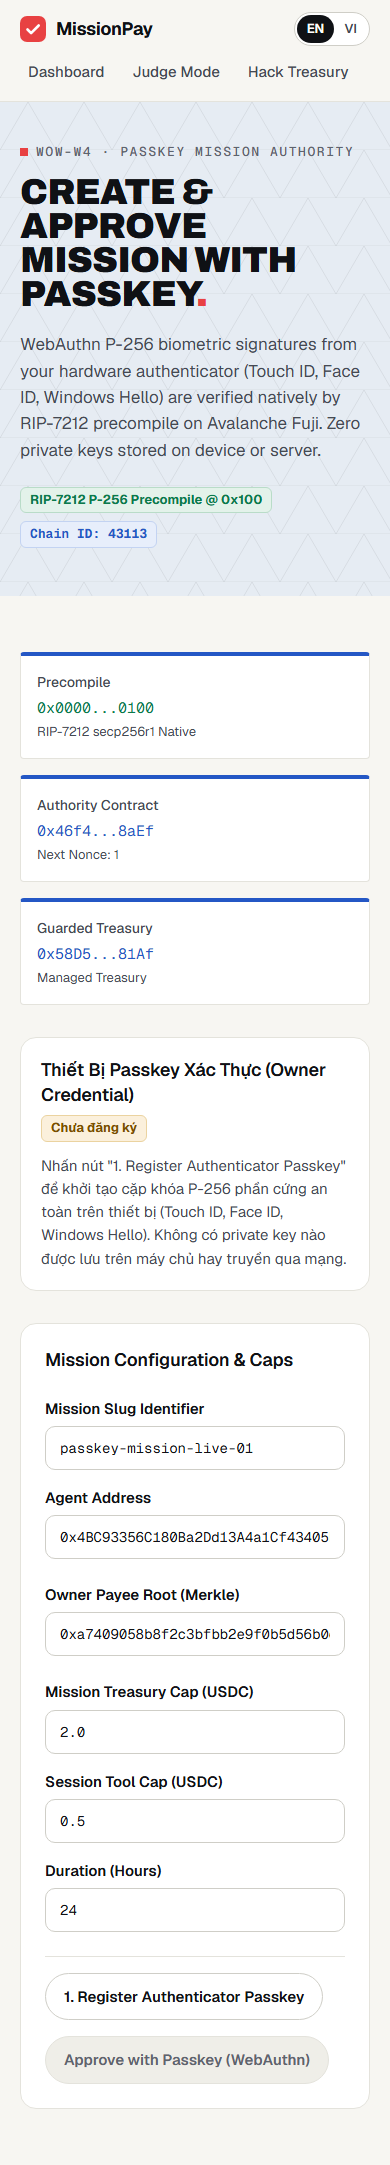 MissionPay
EN VI
Dashboard Judge Mode Hack Treasury
WOW-W4 · PASSKEY MISSION AUTHORITY
CREATE &
APPROVE
MISSION WITH
PASSKEY.
WebAuthn P-256 biometric signatures from
your hardware authenticator (Touch ID, Face
ID, Windows Hello) are verified natively by
RIP-7212 precompile on Avalanche Fuji. Zero
private keys stored on device or server.
RIP-7212 P-256 Precompile @ 0x100
Chain ID: 43113
Precompile
0x0000...0100
RIP-7212 secp256r1 Native
Authority Contract
0x46f4...8aEf
Next Nonce: 1
Guarded Treasury
0x58D5...81Af
Managed Treasury
Thiết Bị Passkey Xác Thực (Owner
Credential)
Chưa đăng ký
Nhấn nút "1. Register Authenticator Passkey"
để khởi tạo cặp khóa P-256 phần cứng an
toàn trên thiết bị (Touch ID, Face ID,
Windows Hello). Không có private key nào
được lưu trên máy chủ hay truyền qua mạng.
Mission Configuration & Caps
Mission Slug Identifier
passkey-mission-live-01
Agent Address
0x4BC93356C180Ba2Dd13A4a1Cf43405
Owner Payee Root (Merkle)
0xa7409058b8f2c3bfbb2e9f0b5d56b0
Mission Treasury Cap (USDC)
2.0
Session Tool Cap (USDC)
0.5
Duration (Hours)
24
1. Register Authenticator Passkey
Approve with Passkey (WebAuthn)